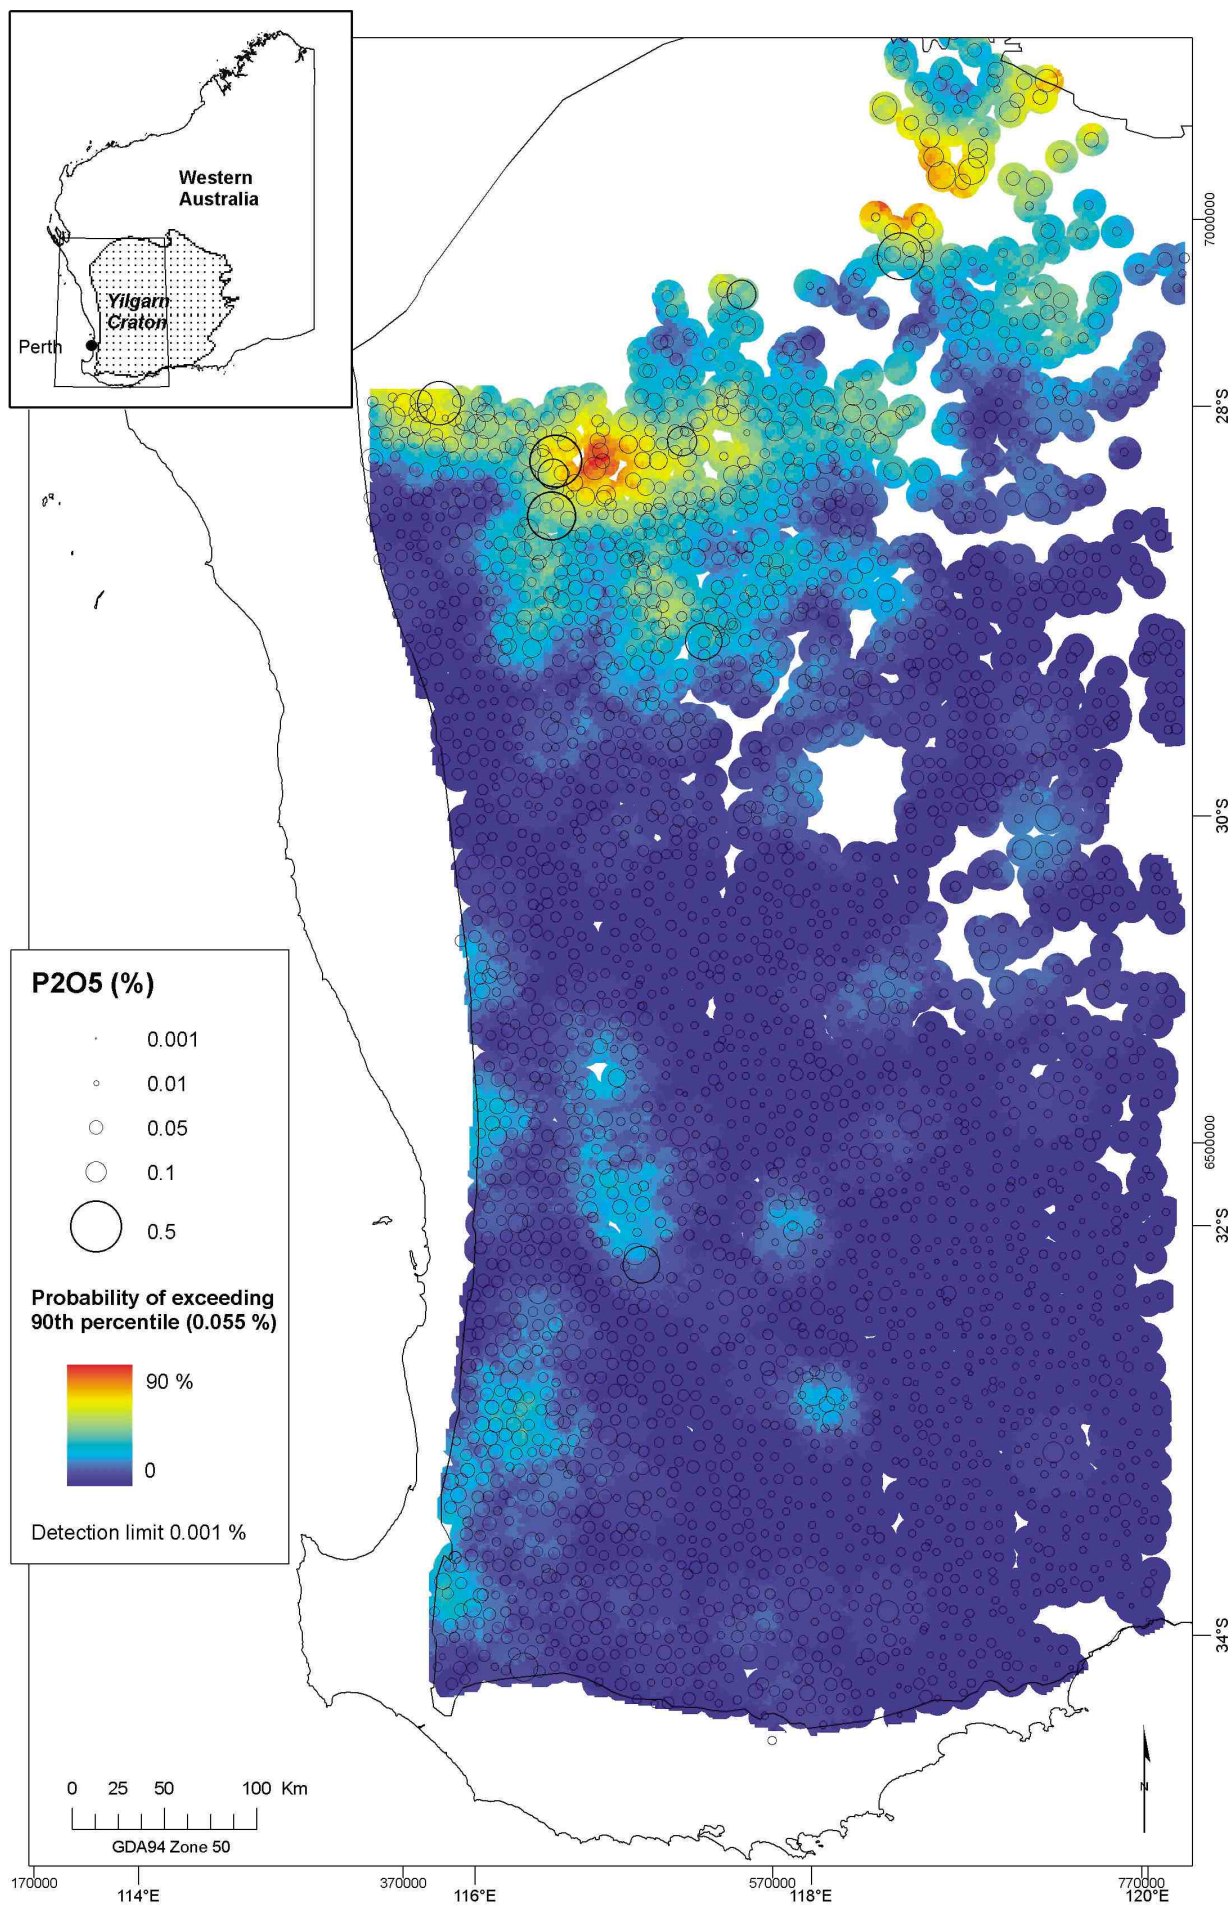 Western
Australia
Yilgarn
Craton
Perth
7000000
28°S
30°S
6500000
32°S
34°S
P2O5 (%)
0.001
0.01
0.05
0.1
0.5
Probability of exceeding
90th percentile (0.055 %)
90 %
0
Detection limit 0.001 %
0 25 50 100 Km
GDA94 Zone 50
N
170000 370000 570000 770000
114°E 116°E 118°E 120°E